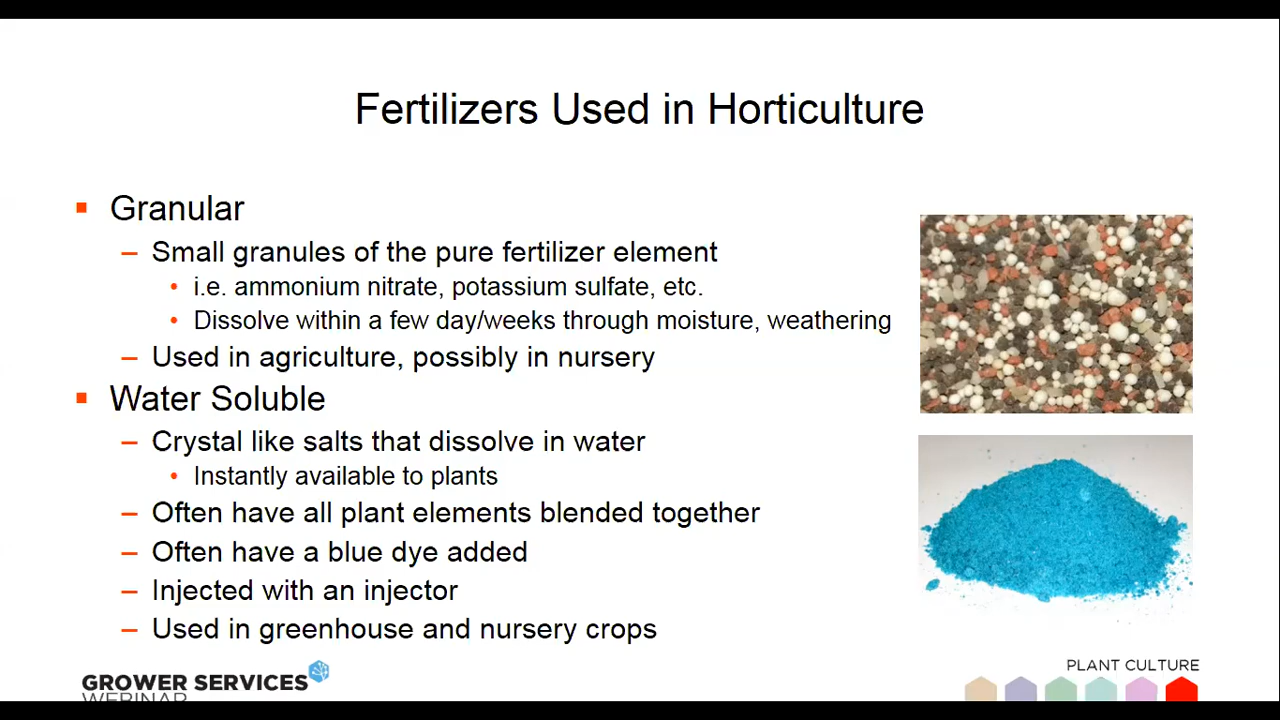 Fertilizers Used in Horticulture
▪ Granular
– Small granules of the pure fertilizer element
• i.e. ammonium nitrate, potassium sulfate, etc.
• Dissolve within a few day/weeks through moisture, weathering
– Used in agriculture, possibly in nursery
▪ Water Soluble
– Crystal like salts that dissolve in water
• Instantly available to plants
– Often have all plant elements blended together
– Often have a blue dye added
– Injected with an injector
– Used in greenhouse and nursery crops
GROWER SERVICES
WEBINAR
PLANT CULTURE